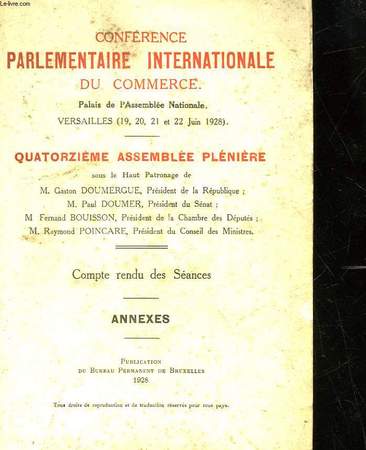 Le-livre.com
CONFÉRENCE
PARLEMENTAIRE INTERNATIONALE
DU COMMERCE.
Palais de l'Assemblée Nationale.
VERSAILLES (19, 20, 21 et 22 Juin 1928).
QUATORZIÈME ASSEMBLÉE PLÉNIÈRE
sous le Haut Patronage de
M. Gaston DOUMERGUE, Président de la République ;
M. Paul DOUMER, Président du Sénat ;
M Fernand BOUISSON, Président de la Chambre des Députés ;
M. Raymond POINCARE, Président du Conseil des Ministres.
Compte rendu des Séances
ANNEXES
PUBLICATION
DU BUREAU PERMANENT DE BRUXELLES
1928
Tous droits de reproduction et de traduction réservés pour tous pays.